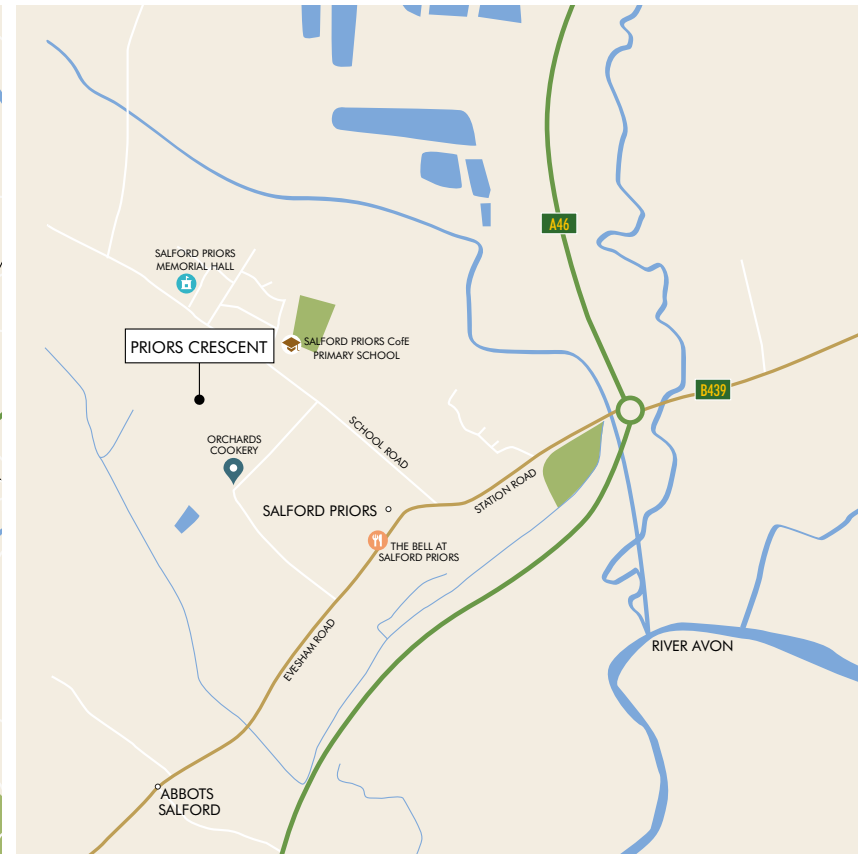 A46
SALFORD PRIORS
MEMORIAL HALL
PRIORS CRESCENT
SALFORD PRIORS CofE
PRIMARY SCHOOL
B439
SCHOOL ROAD
ORCHARDS
COOKERY
STATION ROAD
SALFORD PRIORS
THE BELL AT
SALFORD PRIORS
EVESHAM ROAD
RIVER AVON
ABBOTS
SALFORD